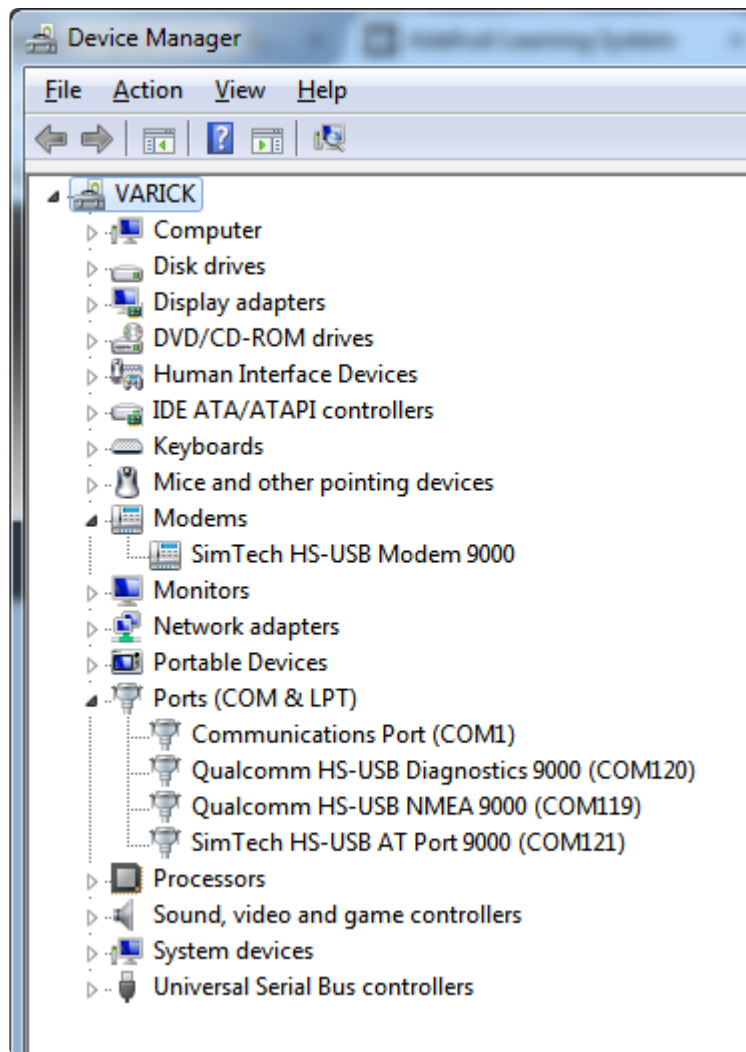 Device Manager
File Action View Help
VARICK
Computer
Disk drives
Display adapters
DVD/CD-ROM drives
Human Interface Devices
IDE ATA/ATAPI controllers
Keyboards
Mice and other pointing devices
Modems
SimTech HS-USB Modem 9000
Monitors
Network adapters
Portable Devices
Ports (COM & LPT)
Communications Port (COM1)
Qualcomm HS-USB Diagnostics 9000 (COM120)
Qualcomm HS-USB NMEA 9000 (COM119)
SimTech HS-USB AT Port 9000 (COM121)
Processors
Sound, video and game controllers
System devices
Universal Serial Bus controllers